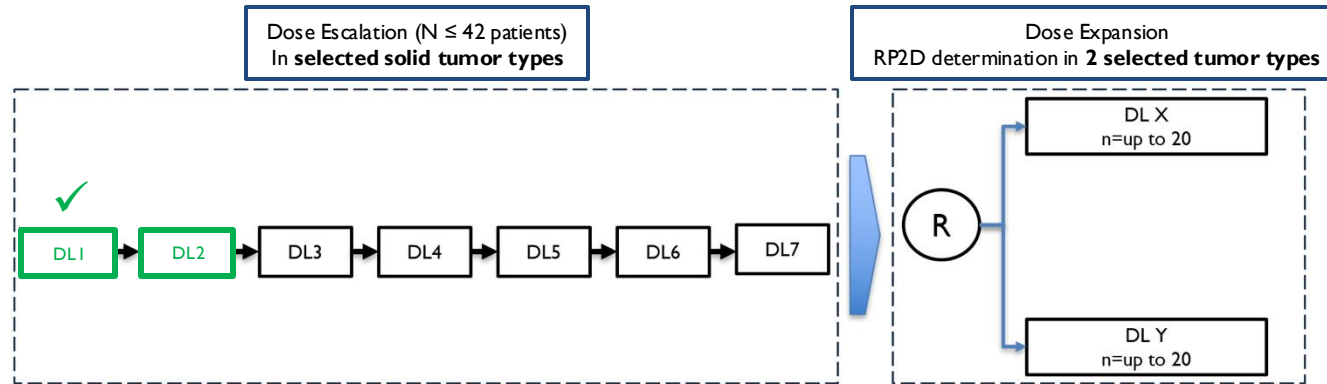 Dose Escalation (N ≤ 42 patients)
In selected solid tumor types
Dose Expansion
RP2D determination in 2 selected tumor types
DL1
DL2
DL3
DL4
DL5
DL6
DL7
R
DL X
n=up to 20
DL Y
n=up to 20